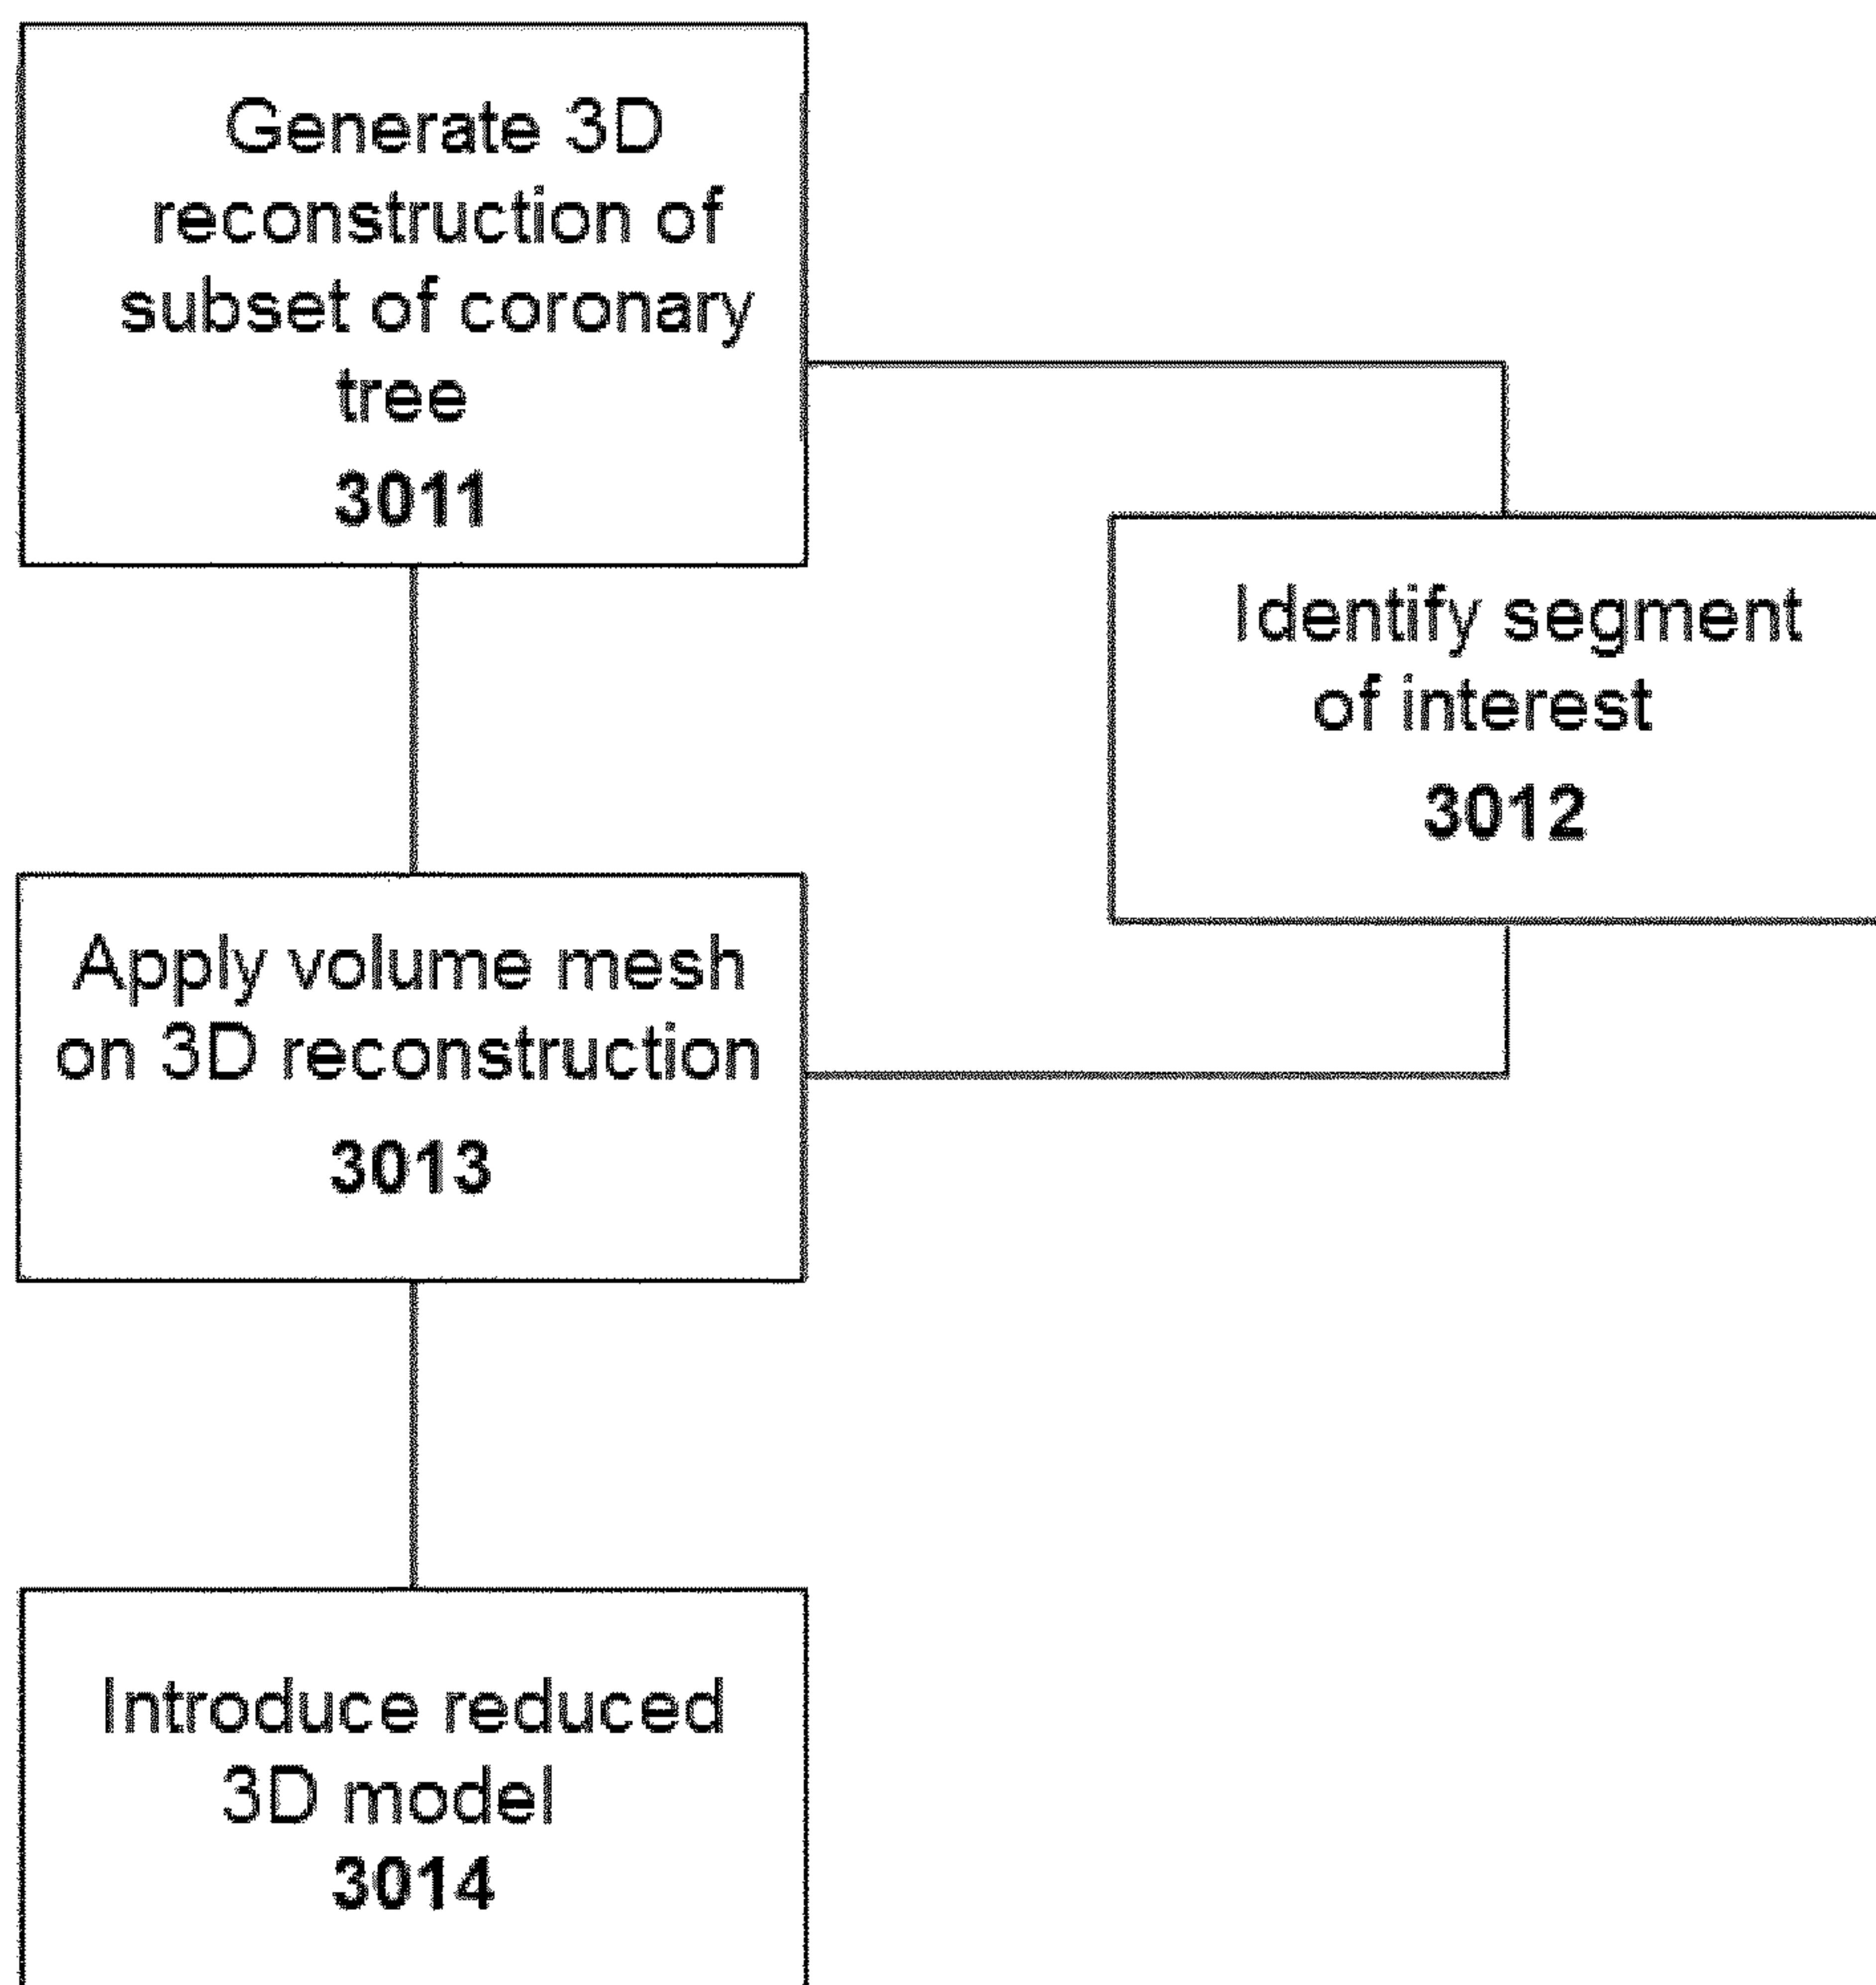 Generate 3D
reconstruction of
subset of coronary
tree
3011
Identify segment
of interest
3012
Apply volume mesh
on 3D reconstruction
3013
Introduce reduced
3D model
3014